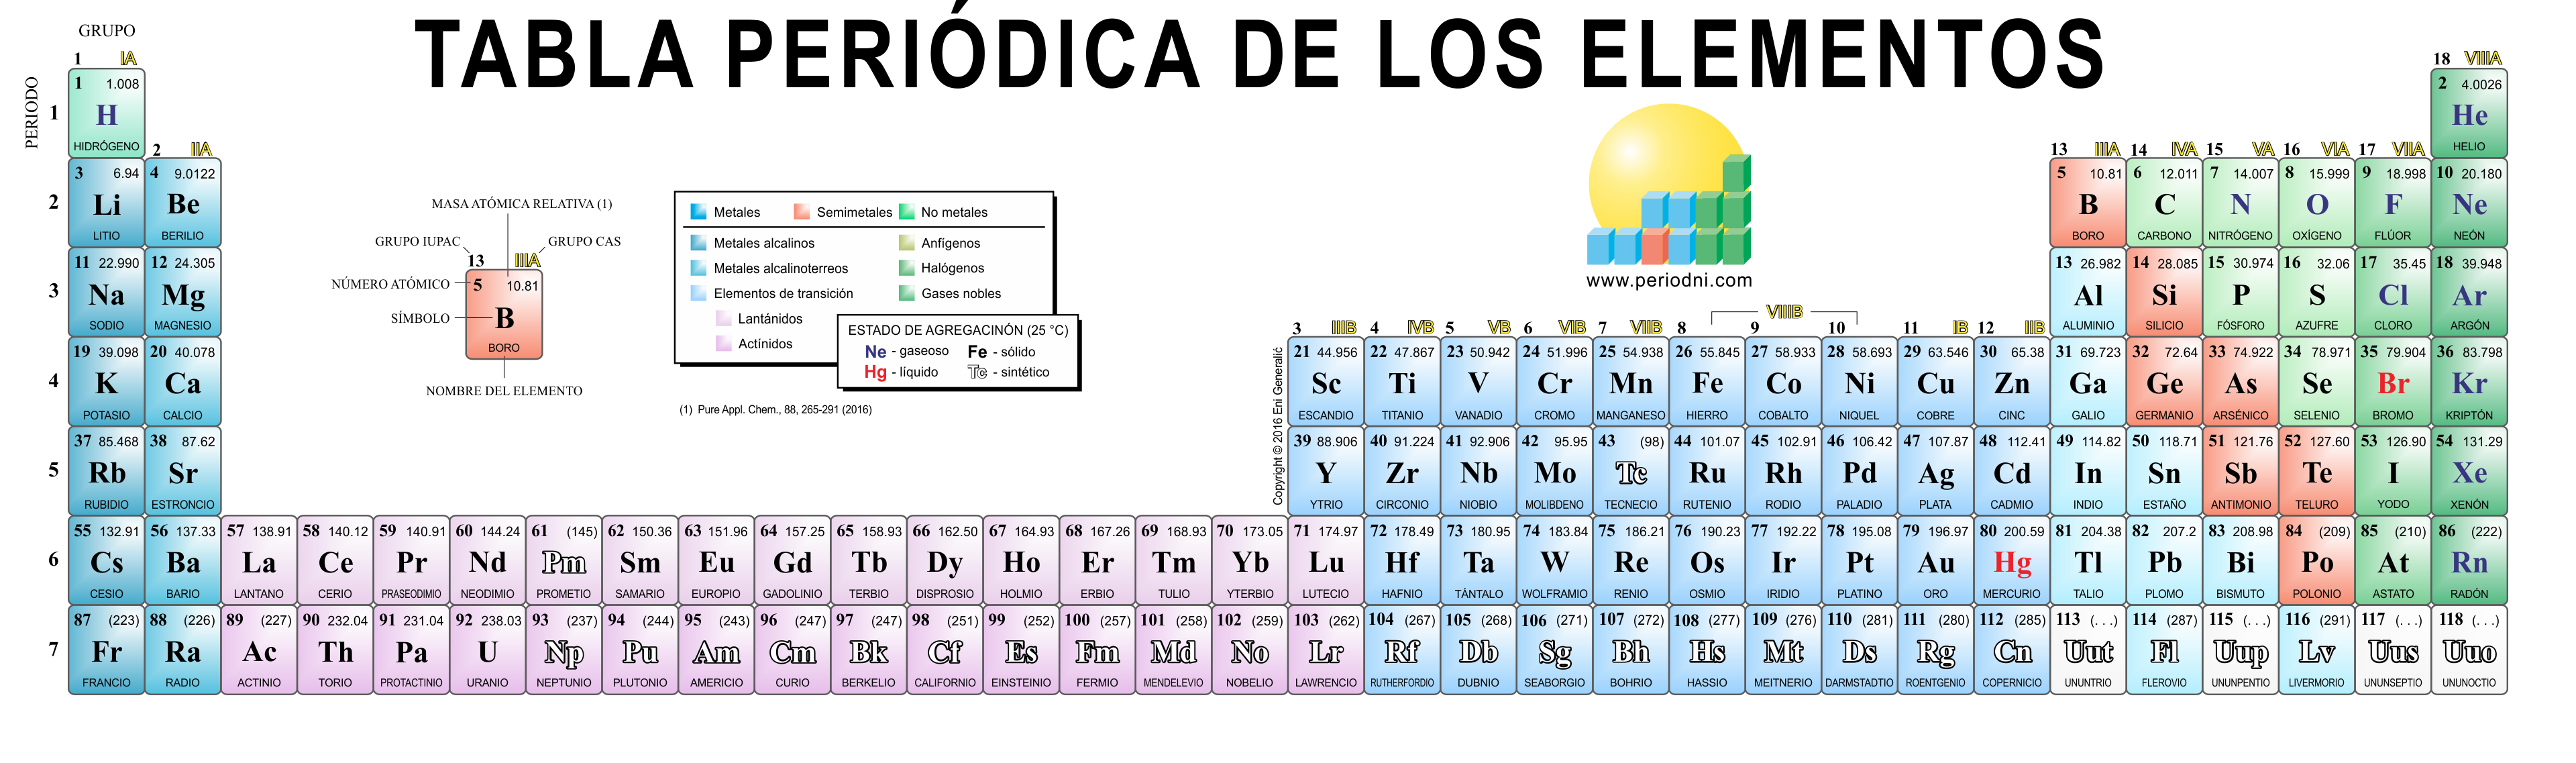 TABLA PERIÓDICA DE LOS ELEMENTOS
GRUPO
PERIODO
1 IA
18 VIIIA
1
1 1.008
H
HIDRÓGENO
2 4.0026
He
HELIO
2 IIA
13 IIIA 14 IVA 15 VA 16 VIA 17 VIIA
2
3 6.94 4 9.0122 5 10.81 6 12.011 7 14.007 8 15.999 9 18.998 10 20.180
Li Be B C N O F Ne
LITIO BERILIO BORO CARBONO NITRÓGENO OXÍGENO FLÚOR NEÓN
3
11 22.990 12 24.305 13 26.982 14 28.085 15 30.974 16 32.06 17 35.45 18 39.948
Na Mg Al Si P S Cl Ar
SODIO MAGNESIO ALUMINIO SILICIO FÓSFORO AZUFRE CLORO ARGÓN
MASA ATÓMICA RELATIVA (1)
GRUPO IUPAC
GRUPO CAS
13 IIIA
NÚMERO ATÓMICO
5 10.81
SÍMBOLO
B
BORO
NOMBRE DEL ELEMENTO
Metales Semimetales No metales
Metales alcalinos Anfígenos
Metales alcalinoterreos Halógenos
Elementos de transición Gases nobles
Lantánidos
Actínidos
ESTADO DE AGREGACINÓN (25 °C)
Ne - gaseoso Fe - sólido
Hg - líquido Tc - sintético
(1) Pure Appl. Chem., 88, 265-291 (2016)
www.periodni.com
Copyright © 2016 Eni Generalić
VIIIB
3 IIIB 4 IVB 5 VB 6 VIB 7 VIIB 8 9 10 11 IB 12 IIB
4
19 39.098 20 40.078 21 44.956 22 47.867 23 50.942 24 51.996 25 54.938 26 55.845 27 58.933 28 58.693 29 63.546 30 65.38 31 69.723 32 72.64 33 74.922 34 78.971 35 79.904 36 83.798
K Ca Sc Ti V Cr Mn Fe Co Ni Cu Zn Ga Ge As Se Br Kr
POTASIO CALCIO ESCANDIO TITANIO VANADIO CROMO MANGANESO HIERRO COBALTO NIQUEL COBRE CINC GALIO GERMANIO ARSÉNICO SELENIO BROMO KRIPTÓN
5
37 85.468 38 87.62 39 88.906 40 91.224 41 92.906 42 95.95 43 (98) 44 101.07 45 102.91 46 106.42 47 107.87 48 112.41 49 114.82 50 118.71 51 121.76 52 127.60 53 126.90 54 131.29
Rb Sr Y Zr Nb Mo Tc Ru Rh Pd Ag Cd In Sn Sb Te I Xe
RUBIDIO ESTRONCIO YTRIO CIRCONIO NIOBIO MOLIBDENO TECNECIO RUTENIO RODIO PALADIO PLATA CADMIO INDIO ESTAÑO ANTIMONIO TELURO YODO XENÓN
6
55 132.91 56 137.33 57 138.91 58 140.12 59 140.91 60 144.24 61 (145) 62 150.36 63 151.96 64 157.25 65 158.93 66 162.50 67 164.93 68 167.26 69 168.93 70 173.05 71 174.97 72 178.49 73 180.95 74 183.84 75 186.21 76 190.23 77 192.22 78 195.08 79 196.97 80 200.59 81 204.38 82 207.2 83 208.98 84 (209) 85 (210) 86 (222)
Cs Ba La Ce Pr Nd Pm Sm Eu Gd Tb Dy Ho Er Tm Yb Lu Hf Ta W Re Os Ir Pt Au Hg Tl Pb Bi Po At Rn
CESIO BARIO LANTANO CERIO PRASEODIMIO NEODIMIO PROMETIO SAMARIO EUROPIO GADOLINIO TERBIO DISPROSIO HOLMIO ERBIO TULIO YTERBIO LUTECIO HAFNIO TÁNTALO WOLFRAMIO RENIO OSMIO IRIDIO PLATINO ORO MERCURIO TALIO PLOMO BISMUTO POLONIO ASTATO RADÓN
7
87 (223) 88 (226) 89 (227) 90 232.04 91 231.04 92 238.03 93 (237) 94 (244) 95 (243) 96 (247) 97 (247) 98 (251) 99 (252) 100 (257) 101 (258) 102 (259) 103 (262) 104 (267) 105 (268) 106 (271) 107 (272) 108 (277) 109 (276) 110 (281) 111 (280) 112 (285) 113 (...) 114 (287) 115 (...) 116 (291) 117 (...) 118 (...)
Fr Ra Ac Th Pa U Np Pu Am Cm Bk Cf Es Fm Md No Lr Rf Db Sg Bh Hs Mt Ds Rg Cn Uut Fl Uup Lv Uus Uuo
FRANCIO RADIO ACTINIO TORIO PROTACTINIO URANIO NEPTUNIO PLUTONIO AMERICIO CURIO BERKELIO CALIFORNIO EINSTEINIO FERMIO MENDELEVIO NOBELIO LAWRENCIO RUTHERFORDIO DUBNIO SEABORGIO BOHRIO HASSIO MEITNERIO DARMSTADTIO ROENTGENIO COPERNICIO UNUNTRIO FLEROVIO UNUNPENTIO LIVERMORIO UNUNSEPTIO UNUNOCTIO